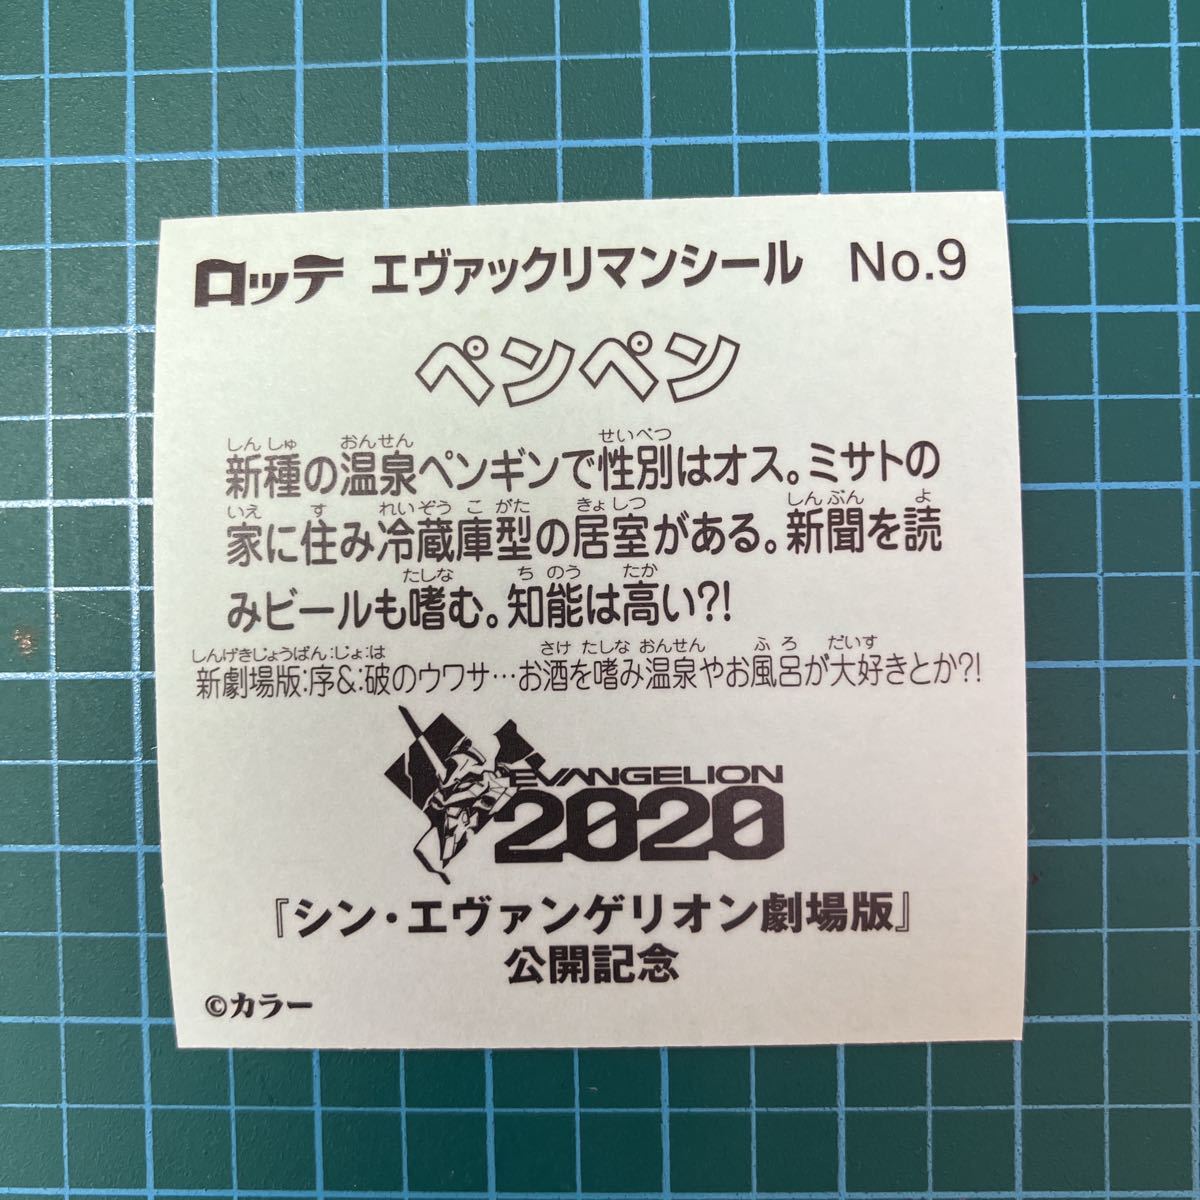 ロッテ エヴァックリマンシール No.9
ペンペン
しんしゅ おんせん せいべつ
新種の温泉ペンギンで性別はオス。ミサトの
いえ す れいぞうこ がた きょしつ しんぶん よ
家に住み冷蔵庫型の居室がある。新聞を読
たしな ちのう たか
みビールも嗜む。知能は高い?!
しんげきじょうばん:じょ:は さけ たしな おんせん ふろ だいす
新劇場版:序&:破のウワサ…お酒を嗜み温泉やお風呂が大好きとか?!
EVANGELION
2020
『シン・エヴァンゲリオン劇場版』
公開記念
©カラー